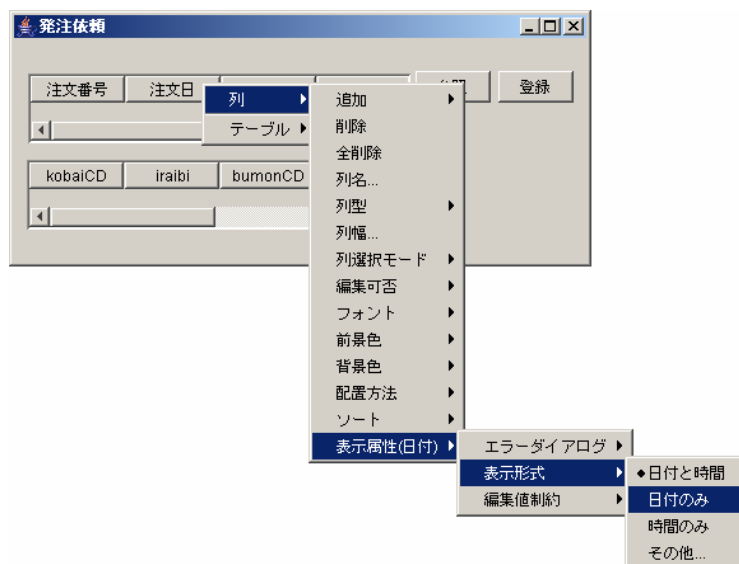 発注依頼
注文番号
注文日
登録
列
テーブル
kobaiCD
iraibi
bumonCD
追加
削除
全削除
列名...
列型
列幅...
列選択モード
編集可否
フォント
前景色
背景色
配置方法
ソート
表示属性(日付)
エラーダイアログ
表示形式
編集値制約
◆日付と時間
日付のみ
時間のみ
その他...